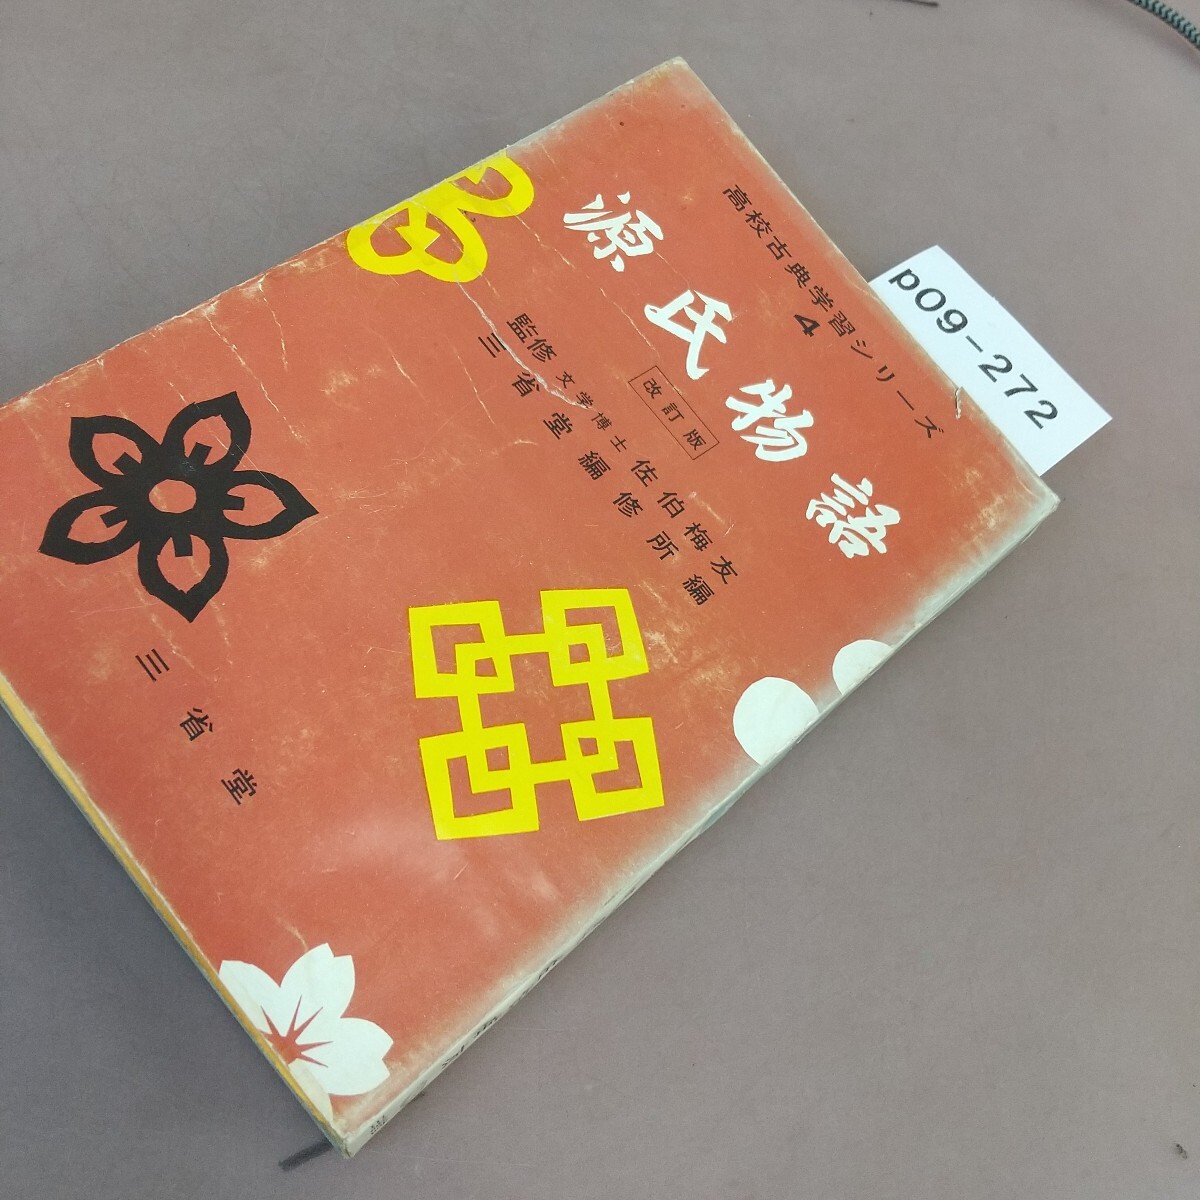 高校古典学習シリーズ
4
源氏物語
改訂版
監修 文学博士 佐伯梅友
三省堂編修所編
三省堂
p09-272